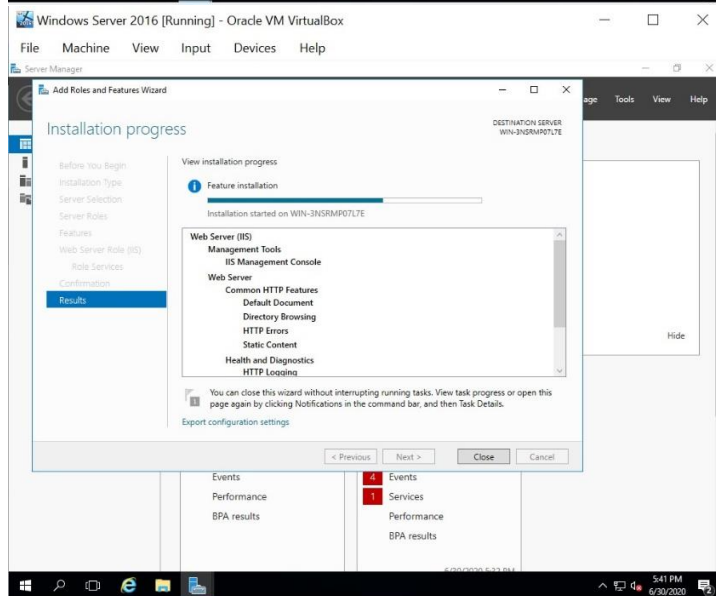 Windows Server 2016 [Running] - Oracle VM VirtualBox
File Machine View Input Devices Help
Server Manager
Add Roles and Features Wizard
age Tools View Help
Installation progress
DESTINATION SERVER
WIN-3NSRMP07L7E
Before You Begin
Installation Type
Server Selection
Server Roles
Features
Web Server Role (IIS)
Role Services
Confirmation
Results
View installation progress
Feature installation
Installation started on WIN-3NSRMP07L7E
Web Server (IIS)
Management Tools
IIS Management Console
Web Server
Common HTTP Features
Default Document
Directory Browsing
HTTP Errors
Static Content
Health and Diagnostics
HTTP Logging
You can close this wizard without interrupting running tasks. View task progress or open this
page again by clicking Notifications in the command bar, and then Task Details.
Export configuration settings
< Previous Next > Close Cancel
Hide
Events
Performance
BPA results
4 Events
1 Services
Performance
BPA results
6/30/2020 5:32 PM
5:41 PM
6/30/2020
2